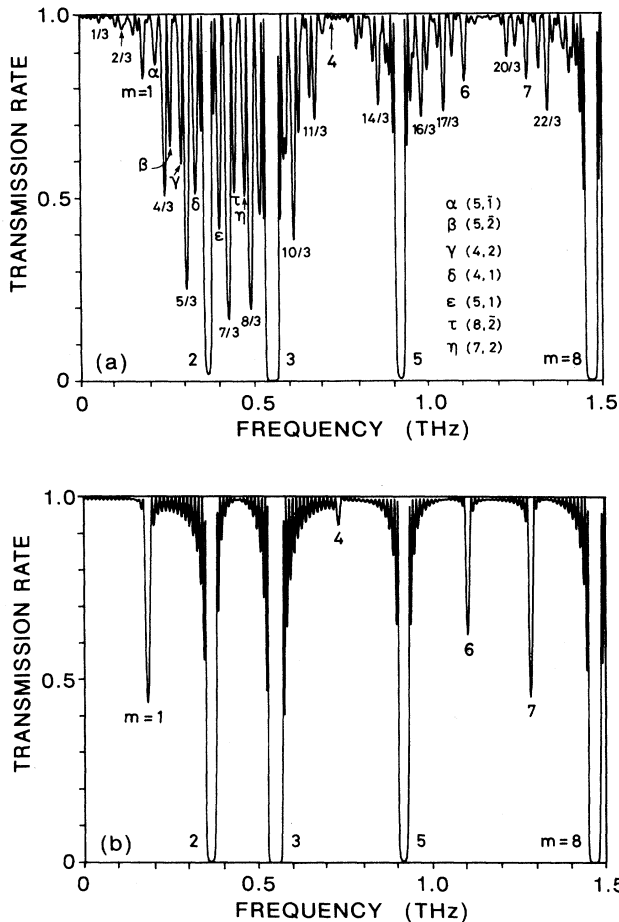 1.0
0.5
0
TRANSMISSION RATE
1/3
2/3
α
m=1
β
γ
4/3
δ
ε
τ
η
5/3
7/3
8/3
10/3
11/3
4
14/3
16/3
17/3
6
20/3
7
22/3
α (5,1̄)
β (5,2̄)
γ (4,2)
δ (4,1)
ε (5,1)
τ (8,2̄)
η (7,2)
(a)
2
3
5
m=8
0 0.5 1.0 1.5
FREQUENCY (THz)
1.0
0.5
0
TRANSMISSION RATE
4
6
7
m=1
(b)
2
3
5
m=8
0 0.5 1.0 1.5
FREQUENCY (THz)